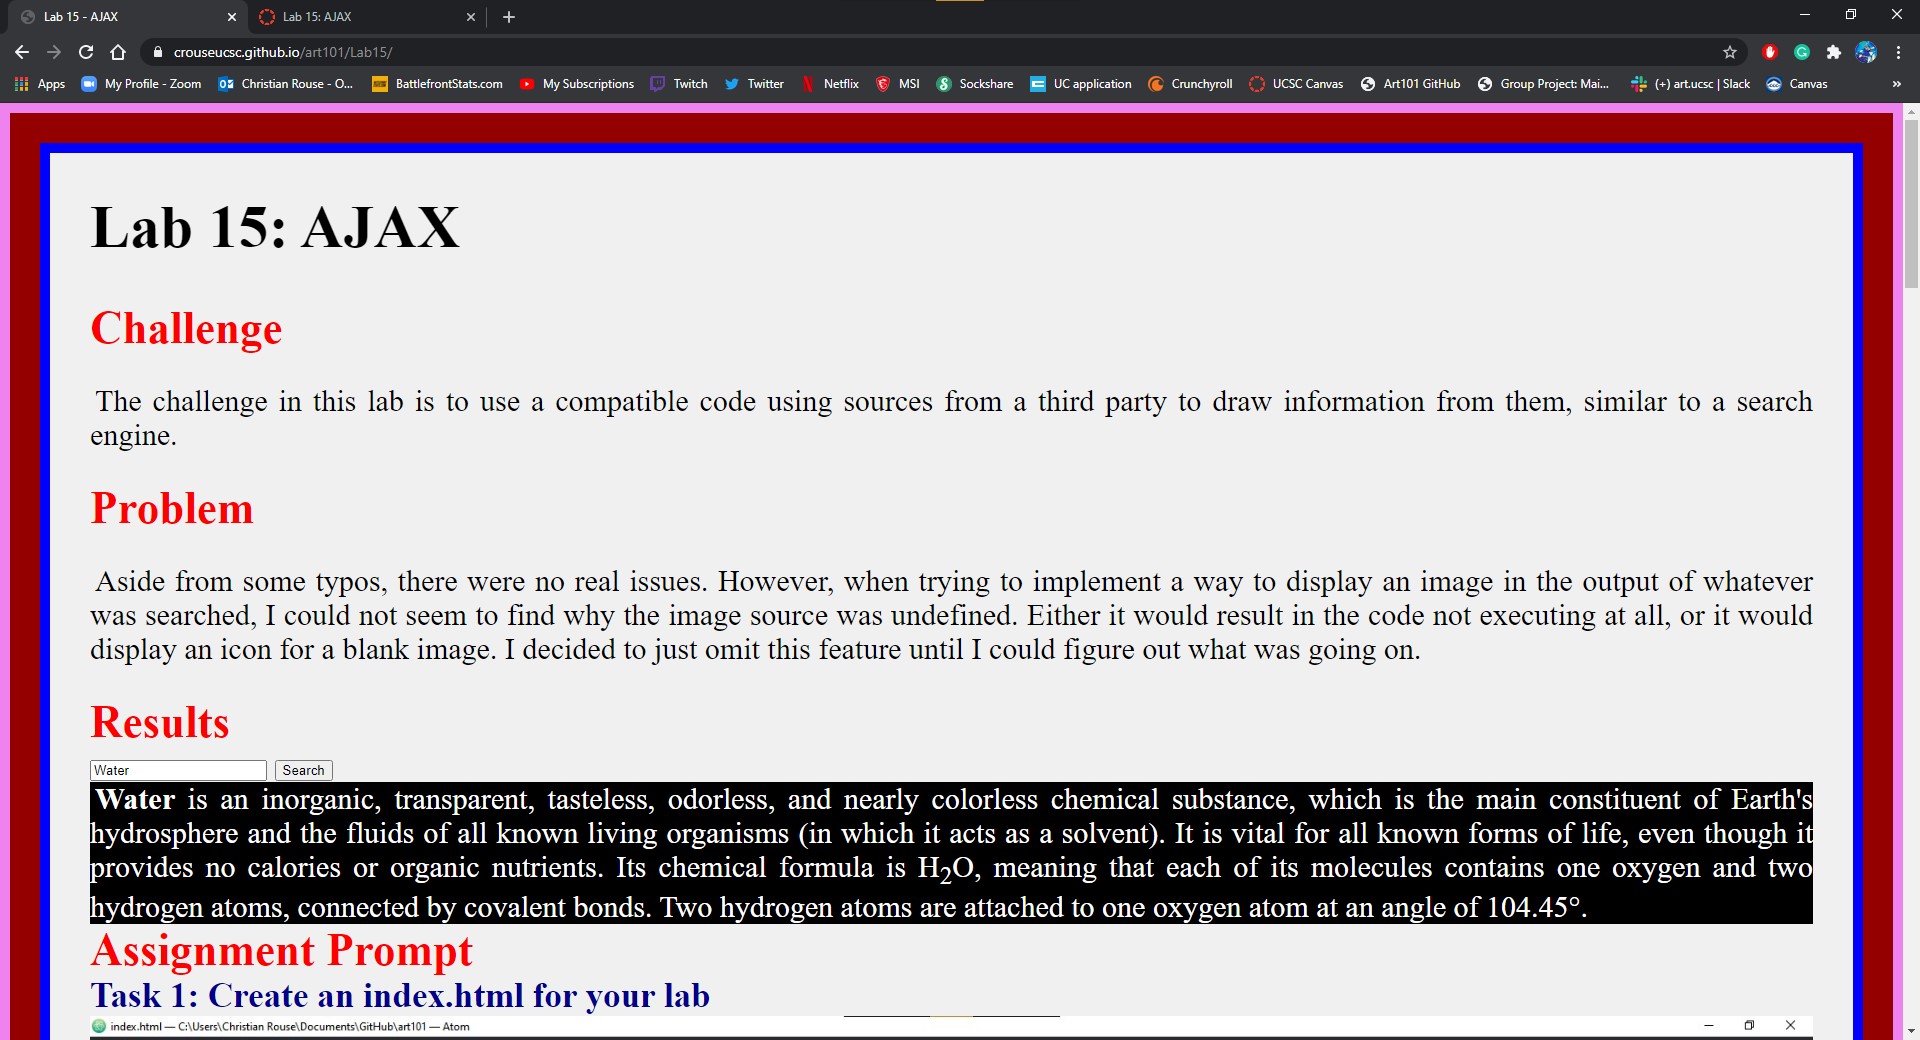 Lab 15 - AJAX
Lab 15: AJAX
crouseucsc.github.io/art101/Lab15/
Apps My Profile - Zoom Christian Rouse - O... BattlefrontStats.com My Subscriptions Twitch Twitter Netflix MSI Sockshare UC application Crunchyroll UCSC Canvas Art101 GitHub Group Project: Mai... (+) art.ucsc | Slack Canvas »
Lab 15: AJAX
Challenge
The challenge in this lab is to use a compatible code using sources from a third party to draw information from them, similar to a search
engine.
Problem
Aside from some typos, there were no real issues. However, when trying to implement a way to display an image in the output of whatever
was searched, I could not seem to find why the image source was undefined. Either it would result in the code not executing at all, or it would
display an icon for a blank image. I decided to just omit this feature until I could figure out what was going on.
Results
Water Search
Water is an inorganic, transparent, tasteless, odorless, and nearly colorless chemical substance, which is the main constituent of Earth's
hydrosphere and the fluids of all known living organisms (in which it acts as a solvent). It is vital for all known forms of life, even though it
provides no calories or organic nutrients. Its chemical formula is H₂O, meaning that each of its molecules contains one oxygen and two
hydrogen atoms, connected by covalent bonds. Two hydrogen atoms are attached to one oxygen atom at an angle of 104.45°.
Assignment Prompt
Task 1: Create an index.html for your lab
index.html — C:\Users\Christian Rouse\Documents\GitHub\art101 — Atom